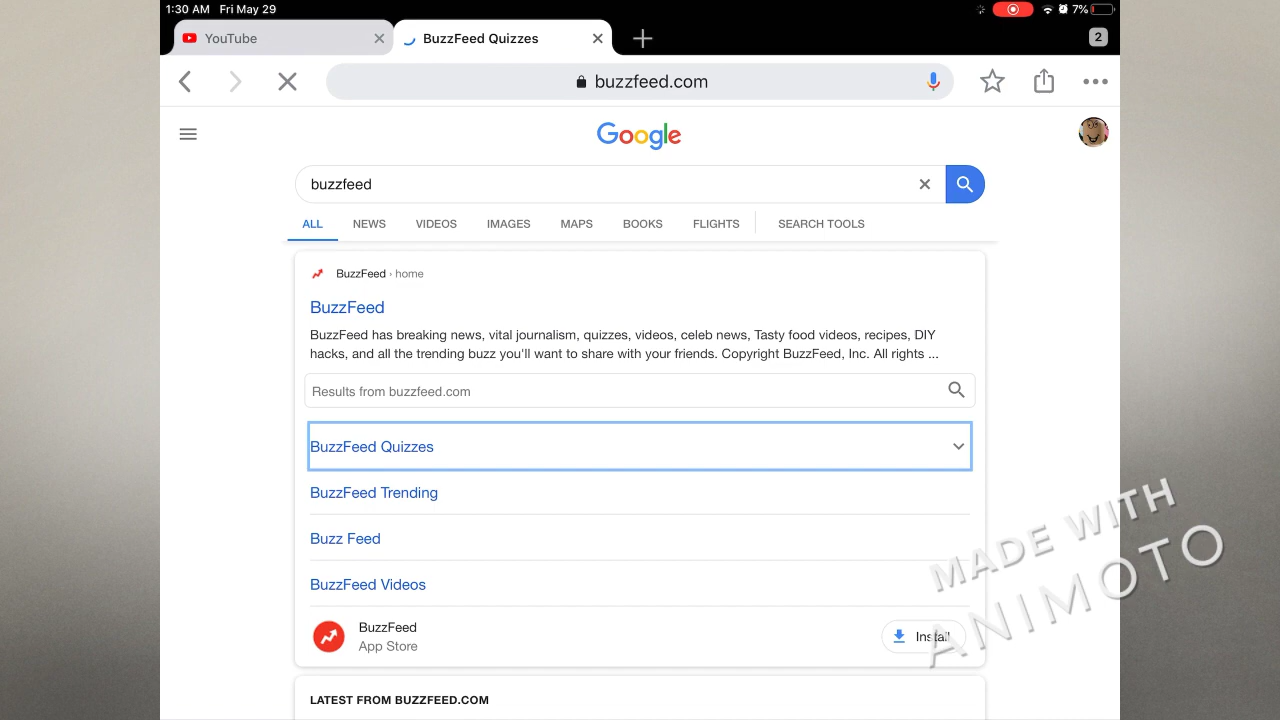 1:30 AM Fri May 29
7%
YouTube
BuzzFeed Quizzes
2
buzzfeed.com
Google
buzzfeed
ALL NEWS VIDEOS IMAGES MAPS BOOKS FLIGHTS SEARCH TOOLS
BuzzFeed › home
BuzzFeed
BuzzFeed has breaking news, vital journalism, quizzes, videos, celeb news, Tasty food videos, recipes, DIY
hacks, and all the trending buzz you'll want to share with your friends. Copyright BuzzFeed, Inc. All rights ...
Results from buzzfeed.com
BuzzFeed Quizzes
BuzzFeed Trending
Buzz Feed
BuzzFeed Videos
BuzzFeed
App Store
Install
LATEST FROM BUZZFEED.COM
MADE WITH
ANIMOTO